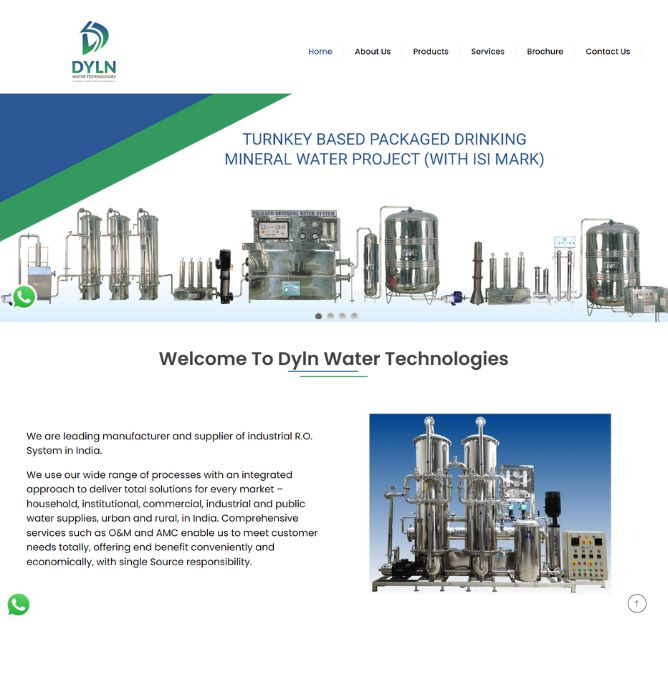 DYLN
WATER TECHNOLOGIES
Home
About Us
Products
Services
Brochure
Contact Us
TURNKEY BASED PACKAGED DRINKING
MINERAL WATER PROJECT (WITH ISI MARK)
PACKAGED DRINKING WATER SYSTEM
Welcome To Dyln Water Technologies
We are leading manufacturer and supplier of industrial R.O.
System in India.
We use our wide range of processes with an integrated
approach to deliver total solutions for every market –
household, institutional, commercial, industrial and public
water supplies, urban and rural, in India. Comprehensive
services such as O&M and AMC enable us to meet customer
needs totally, offering end benefit conveniently and
economically, with single Source responsibility.